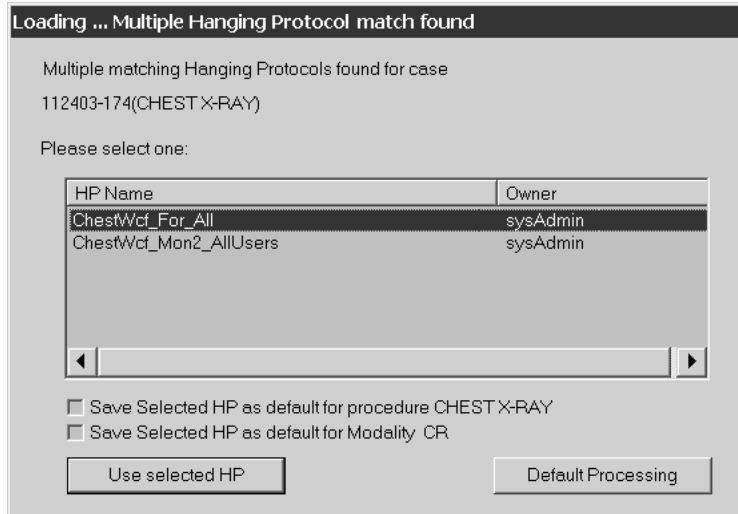 Loading ... Multiple Hanging Protocol match found
Multiple matching Hanging Protocols found for case
112403-174(CHEST X-RAY)
Please select one:
HP Name Owner
ChestWcf_For_All sysAdmin
ChestWcf_Mon2_AllUsers sysAdmin
Save Selected HP as default for procedure CHEST X-RAY
Save Selected HP as default for Modality CR
Use selected HP Default Processing